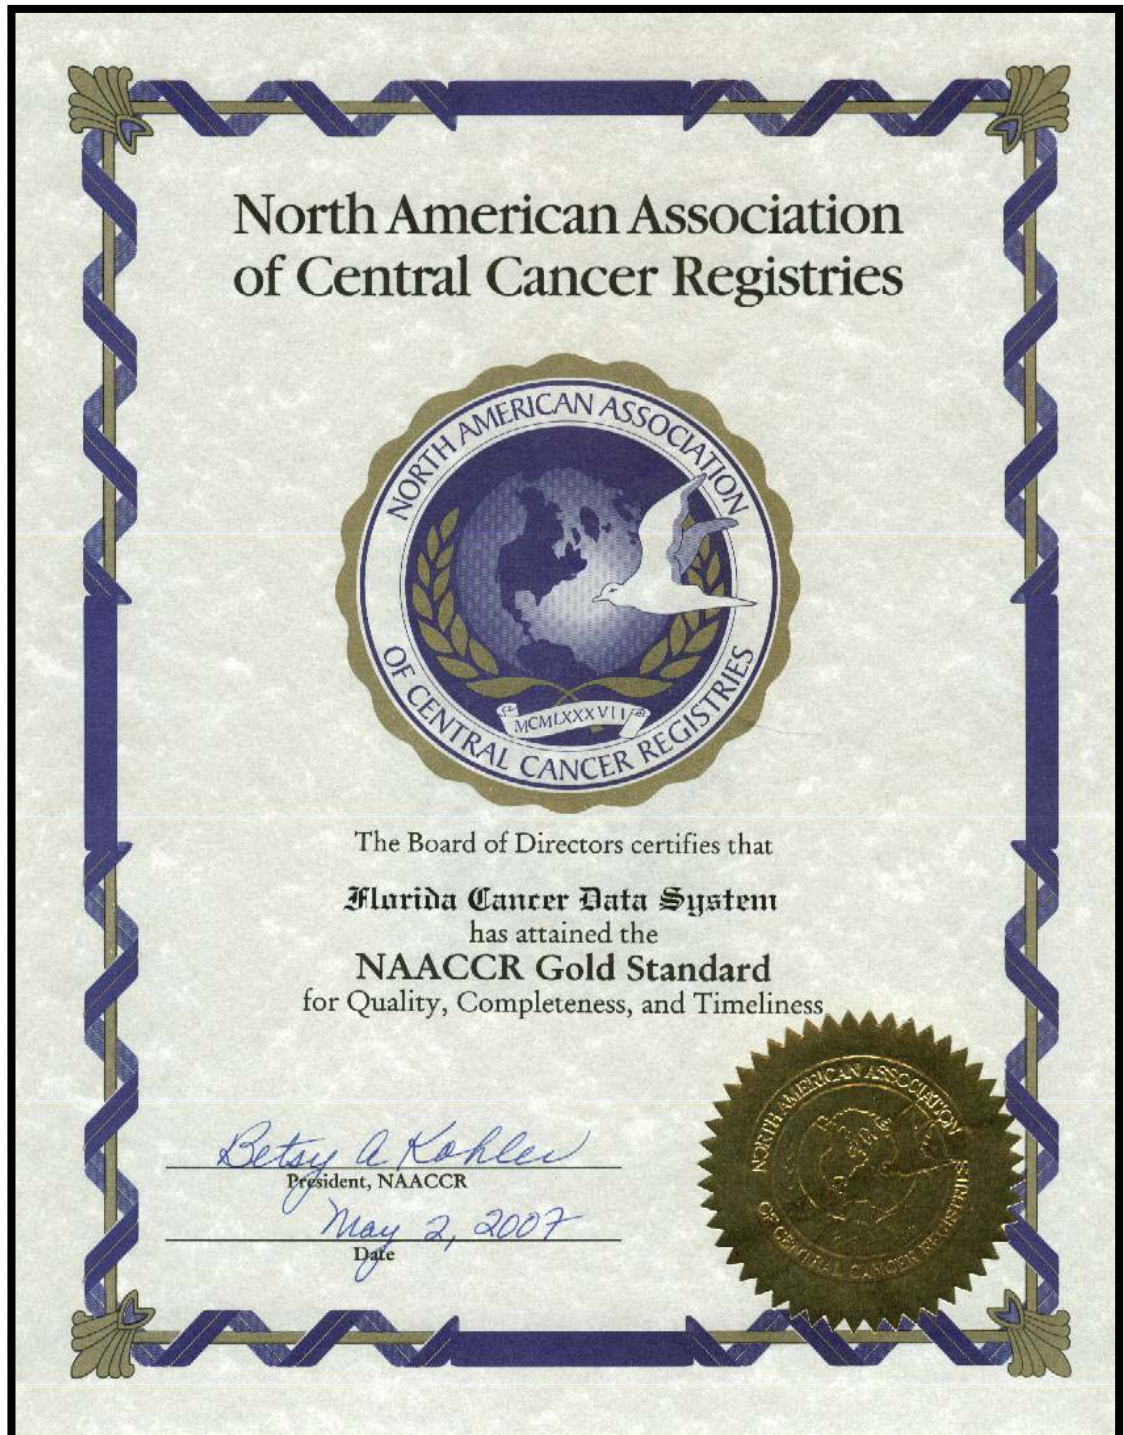 North American Association
of Central Cancer Registries
NORTH AMERICAN ASSOCIATION
OF CENTRAL CANCER REGISTRIES
MCMLXXXVII
The Board of Directors certifies that
Florida Cancer Data System
has attained the
NAACCR Gold Standard
for Quality, Completeness, and Timeliness
Betsy A Kohler
President, NAACCR
May 2, 2007
Date
NORTH AMERICAN ASSOCIATION
OF CENTRAL CANCER REGISTRIES